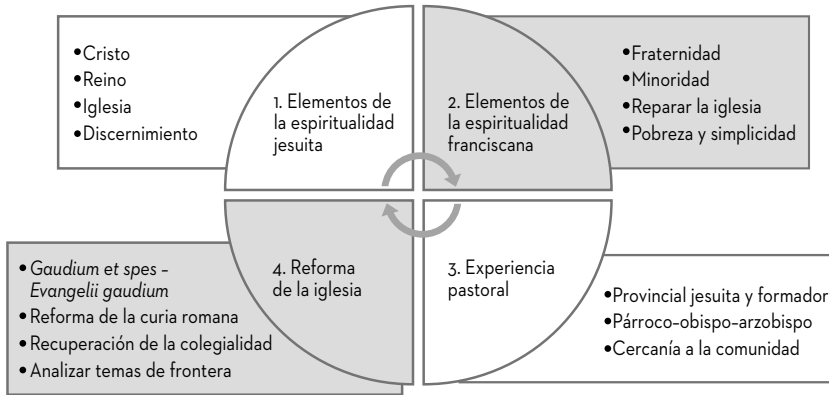 •Cristo
•Reino
•Iglesia
•Discernimiento
1. Elementos de
la espiritualidad
jesuita
2. Elementos de
la espiritualidad
franciscana
•Fraternidad
•Minoridad
•Reparar la iglesia
•Pobreza y simplicidad
•Gaudium et spes –
Evangelii gaudium
•Reforma de la curia romana
•Recuperación de la colegialidad
•Analizar temas de frontera
4. Reforma
de la iglesia
3. Experiencia
pastoral
•Provincial jesuita y formador
•Párroco-obispo-arzobispo
•Cercanía a la comunidad